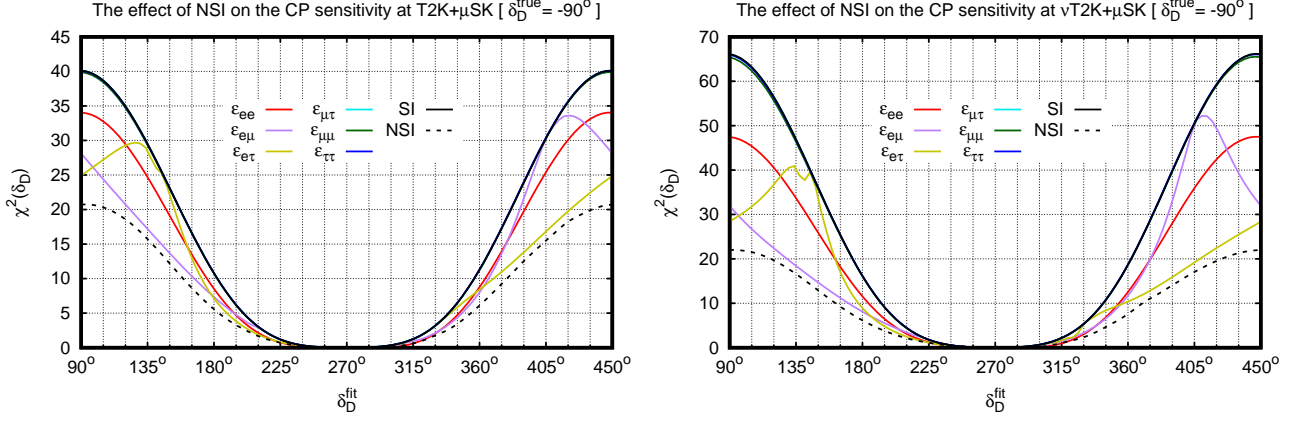 The effect of NSI on the CP sensitivity at T2K+μSK [ δ_D^true = -90° ]
45
40
35
30
25
20
15
10
5
0
χ²(δ_D)
ε_ee ε_μτ SI
ε_eμ ε_μμ NSI
ε_eτ ε_ττ
90° 135° 180° 225° 270° 315° 360° 405° 450°
δ_D^fit
The effect of NSI on the CP sensitivity at νT2K+μSK [ δ_D^true = -90° ]
70
60
50
40
30
20
10
0
χ²(δ_D)
ε_ee ε_μτ SI
ε_eμ ε_μμ NSI
ε_eτ ε_ττ
90° 135° 180° 225° 270° 315° 360° 405° 450°
δ_D^fit